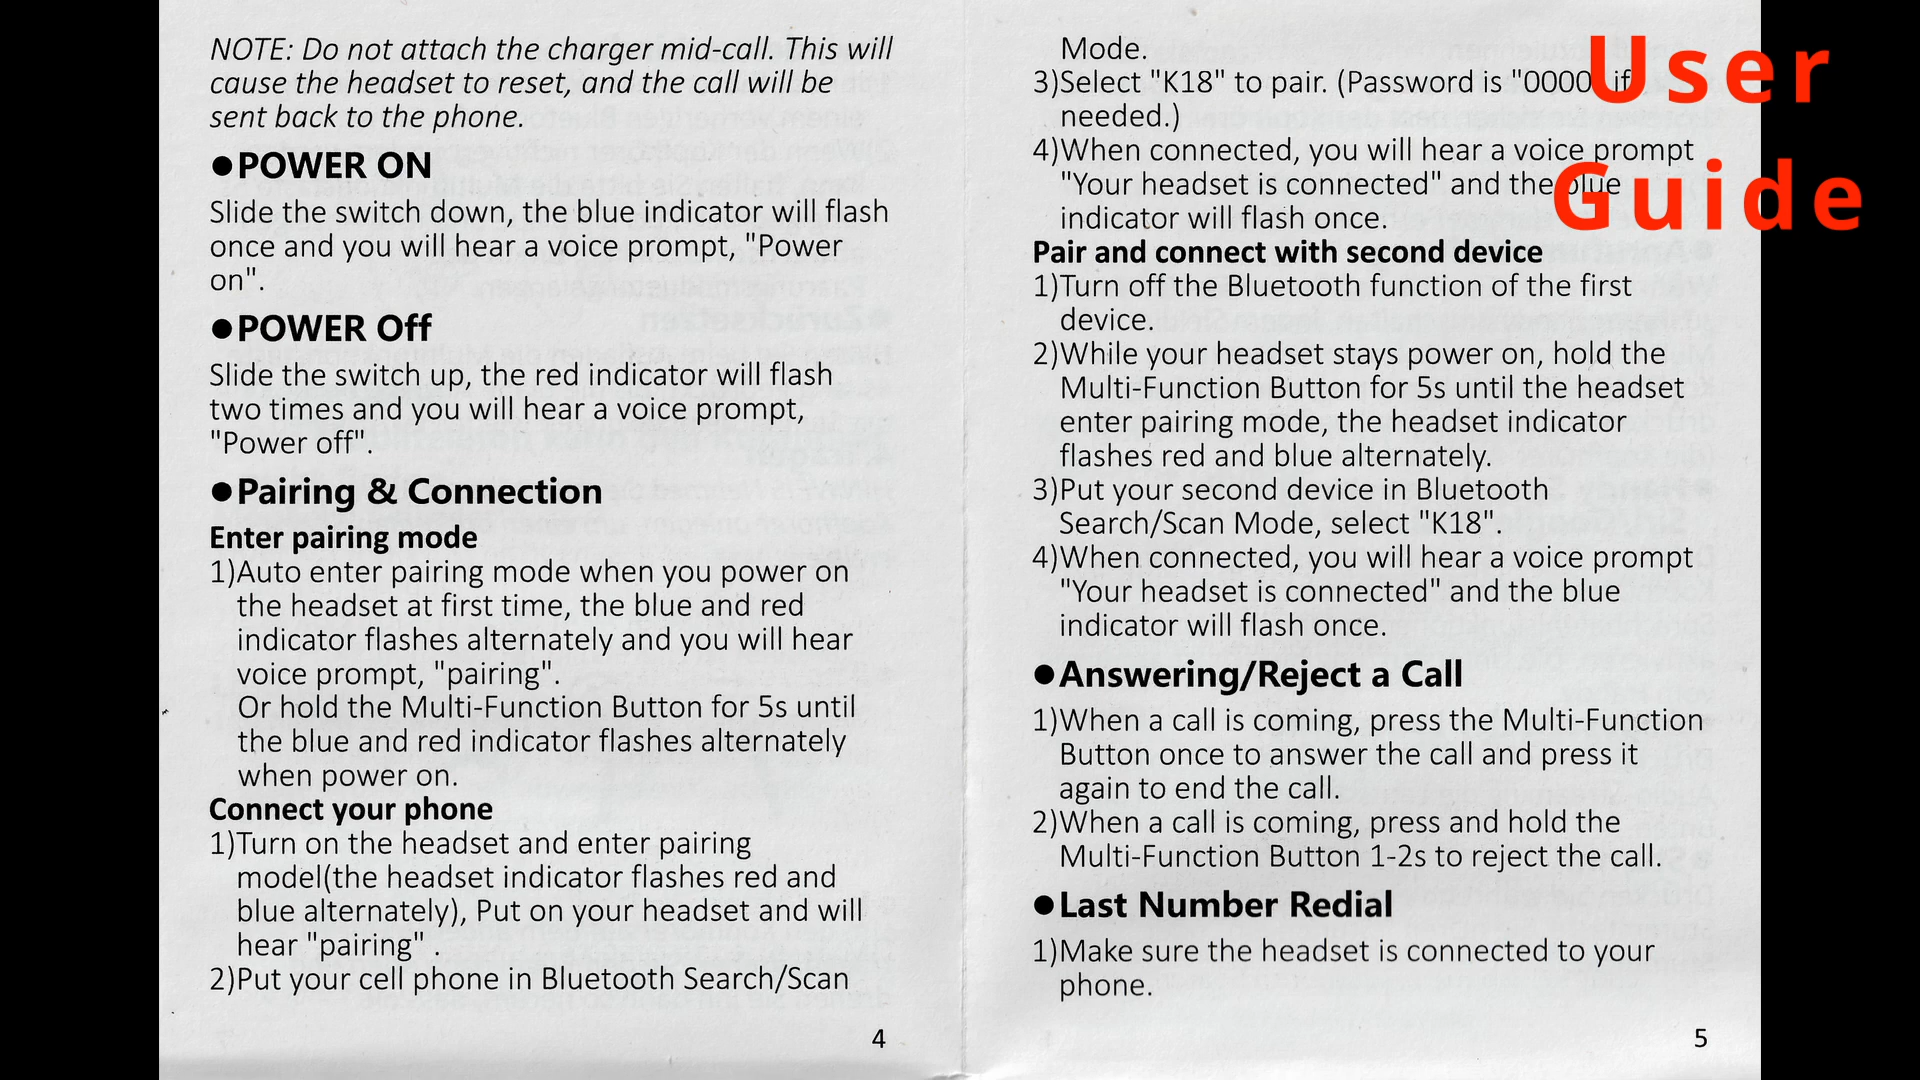 NOTE: Do not attach the charger mid-call. This will
cause the headset to reset, and the call will be
sent back to the phone.
●POWER ON
Slide the switch down, the blue indicator will flash
once and you will hear a voice prompt, "Power
on".
●POWER Off
Slide the switch up, the red indicator will flash
two times and you will hear a voice prompt,
"Power off".
●Pairing & Connection
Enter pairing mode
1)Auto enter pairing mode when you power on
the headset at first time, the blue and red
indicator flashes alternately and you will hear
voice prompt, "pairing".
Or hold the Multi-Function Button for 5s until
the blue and red indicator flashes alternately
when power on.
Connect your phone
1)Turn on the headset and enter pairing
model(the headset indicator flashes red and
blue alternately), Put on your headset and will
hear "pairing" .
2)Put your cell phone in Bluetooth Search/Scan
4
Mode.
3)Select "K18" to pair. (Password is "0000 if
needed.)
4)When connected, you will hear a voice prompt
"Your headset is connected" and the blue
indicator will flash once.
Pair and connect with second device
1)Turn off the Bluetooth function of the first
device.
2)While your headset stays power on, hold the
Multi-Function Button for 5s until the headset
enter pairing mode, the headset indicator
flashes red and blue alternately.
3)Put your second device in Bluetooth
Search/Scan Mode, select "K18".
4)When connected, you will hear a voice prompt
"Your headset is connected" and the blue
indicator will flash once.
●Answering/Reject a Call
1)When a call is coming, press the Multi-Function
Button once to answer the call and press it
again to end the call.
2)When a call is coming, press and hold the
Multi-Function Button 1-2s to reject the call.
●Last Number Redial
1)Make sure the headset is connected to your
phone.
5
User
Guide